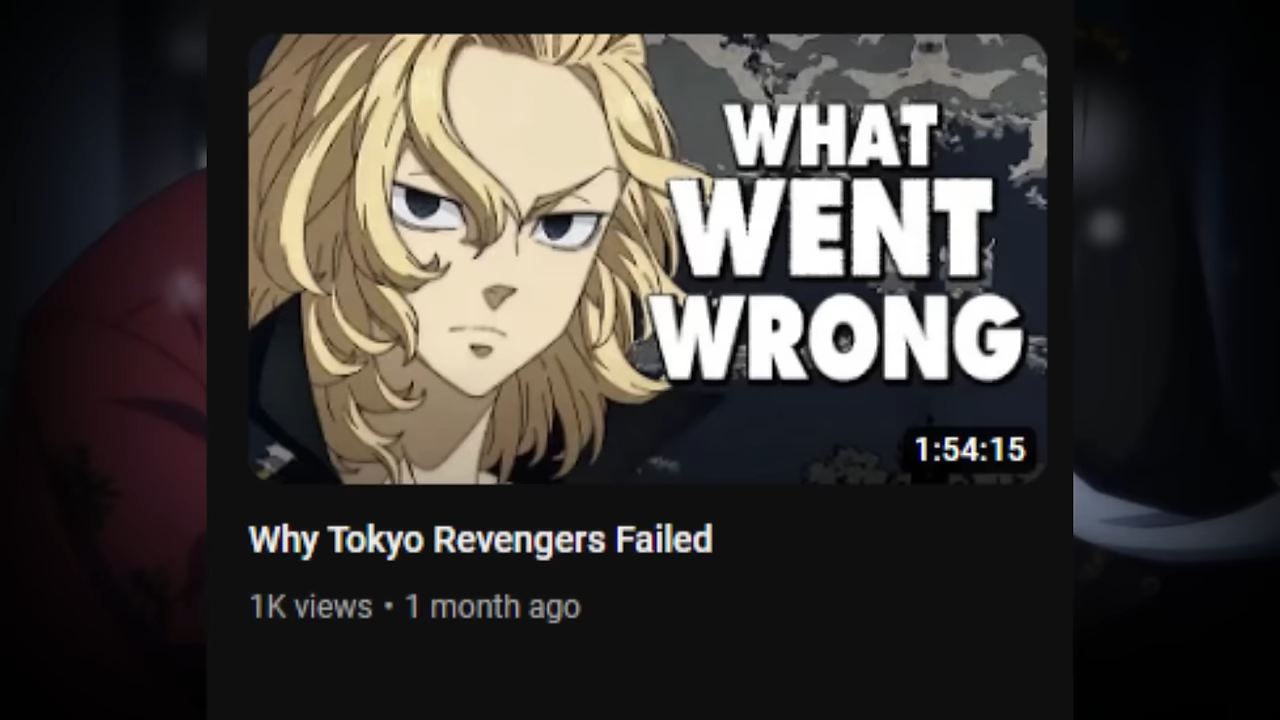 WHAT
WENT
WRONG
1:54:15
Why Tokyo Revengers Failed
1K views • 1 month ago